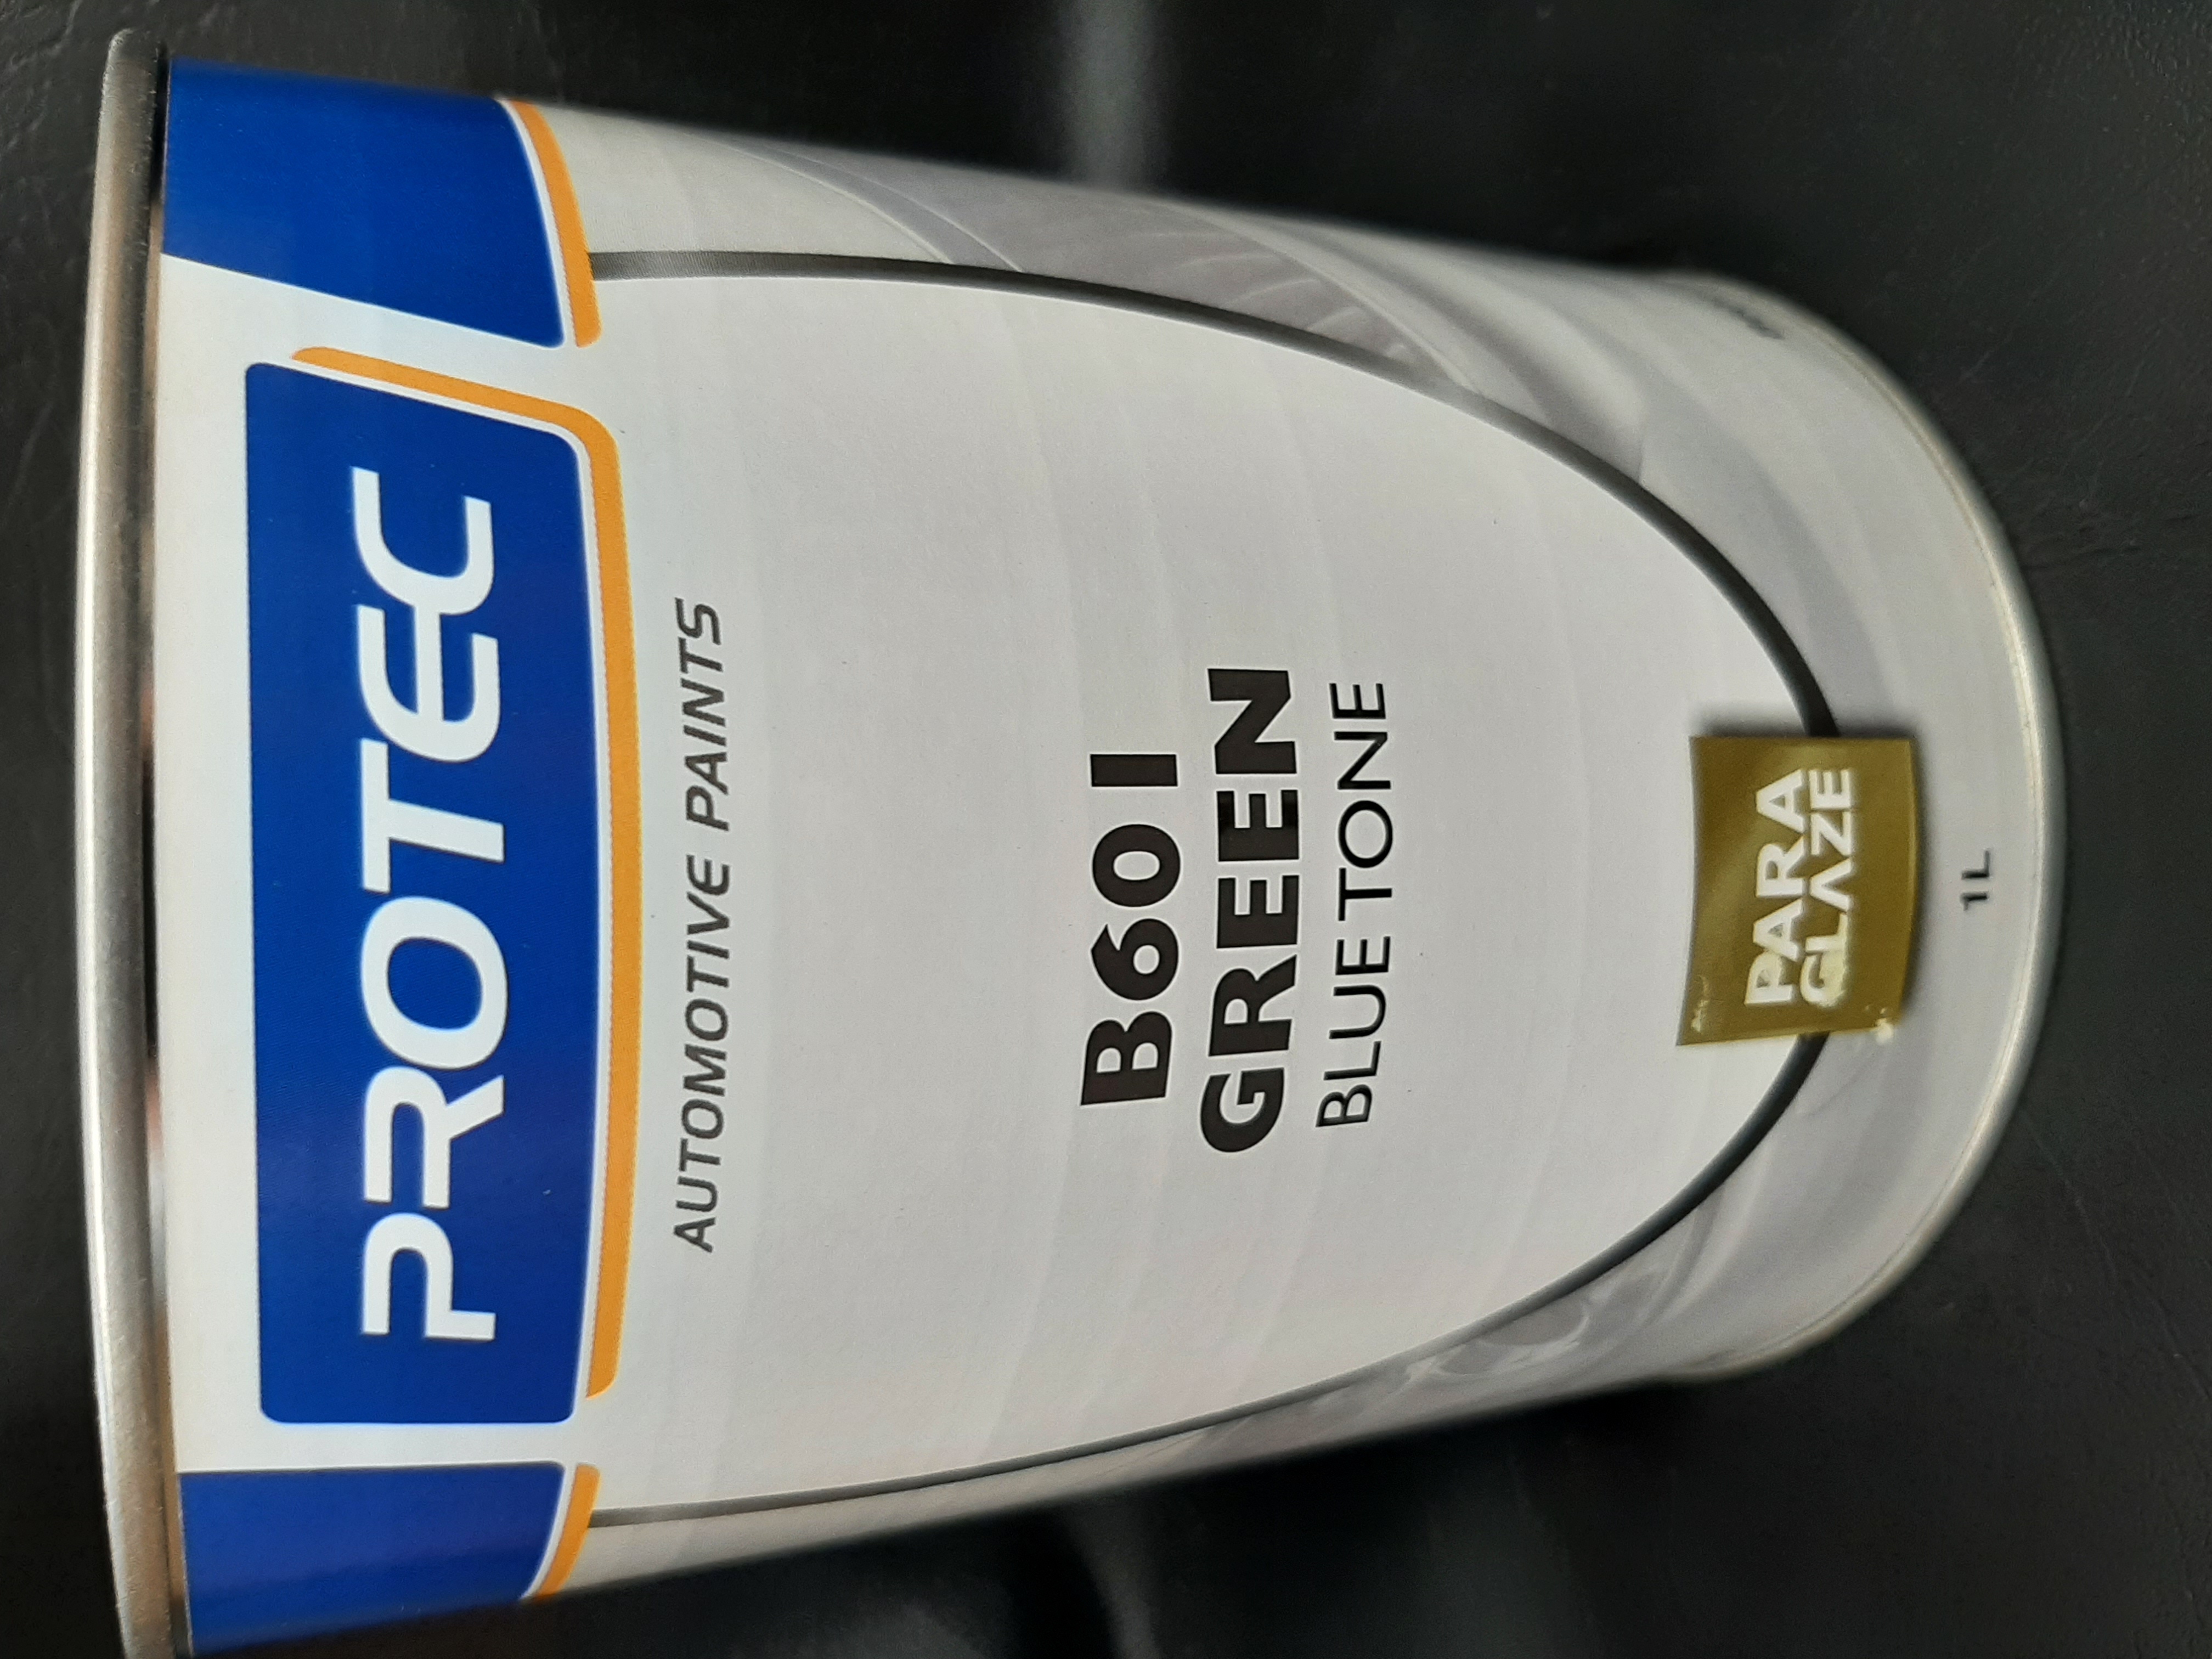 PROTEC
AUTOMOTIVE PAINTS
B601
GREEN
BLUE TONE
PARA
GLAZE
1L